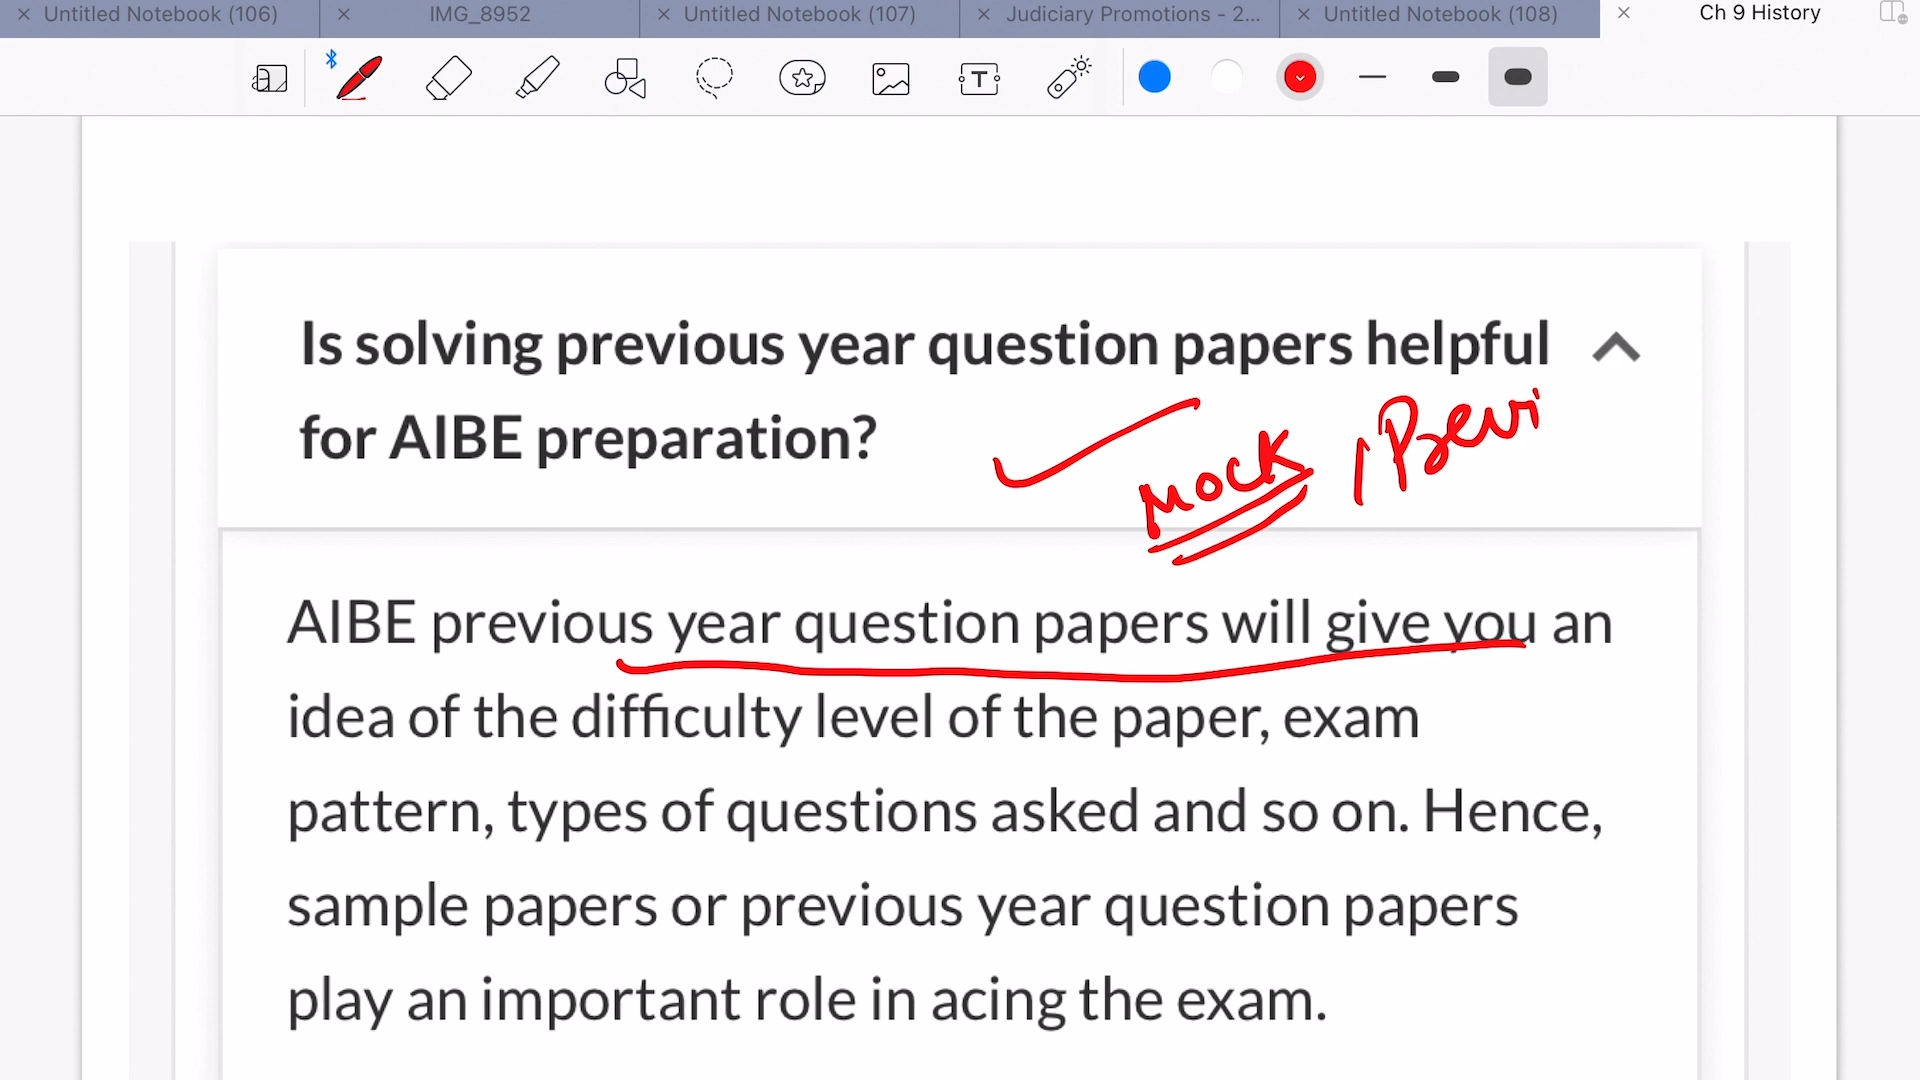 Untitled Notebook (106)
IMG_8952
Untitled Notebook (107)
Judiciary Promotions - 2...
Untitled Notebook (108)
Ch 9 History
Is solving previous year question papers helpful
for AIBE preparation?
Mock , Previ
AIBE previous year question papers will give you an
idea of the difficulty level of the paper, exam
pattern, types of questions asked and so on. Hence,
sample papers or previous year question papers
play an important role in acing the exam.